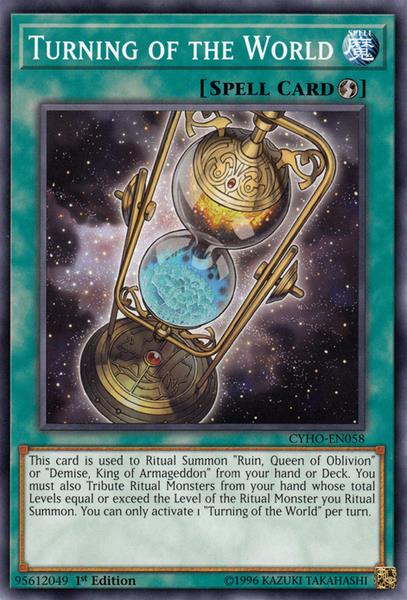 TURNING OF THE WORLD
SPELL
魔
[SPELL CARD]
CYHO-EN058
This card is used to Ritual Summon "Ruin, Queen of Oblivion"
or "Demise, King of Armageddon" from your hand or Deck. You
must also Tribute Ritual Monsters from your hand whose total
Levels equal or exceed the Level of the Ritual Monster you Ritual
Summon. You can only activate 1 "Turning of the World" per turn.
95612049 1st Edition ©1996 KAZUKI TAKAHASHI